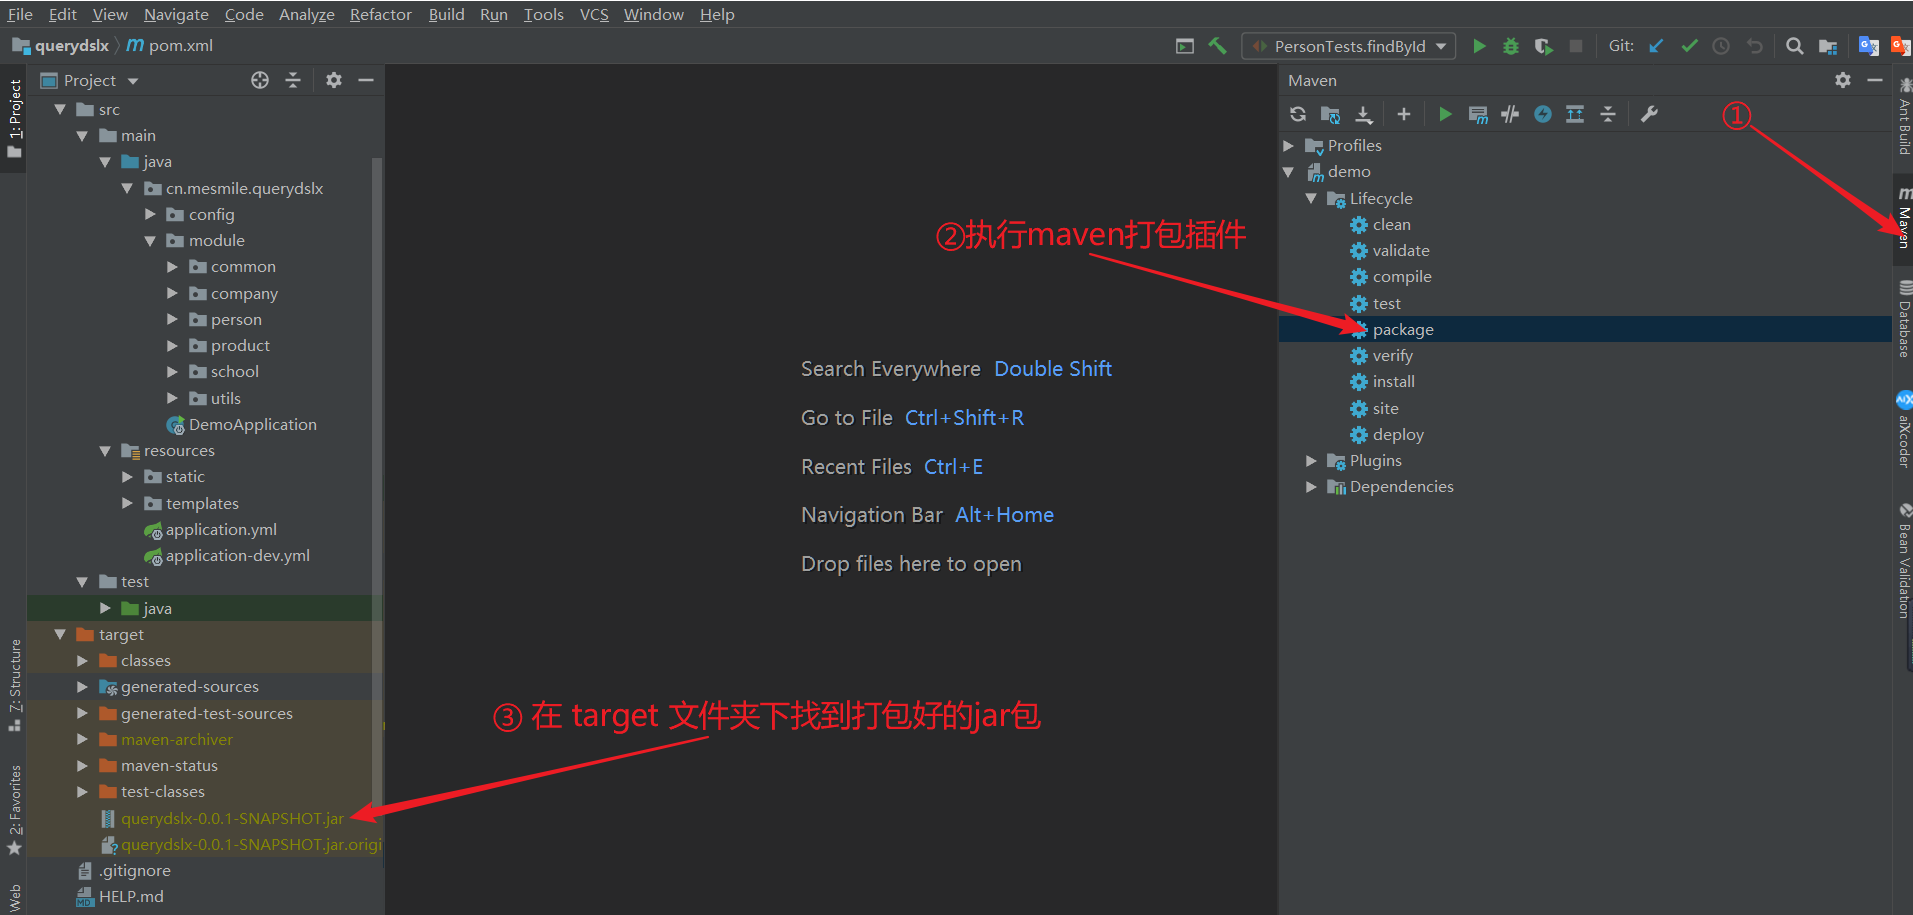 File Edit View Navigate Code Analyze Refactor Build Run Tools VCS Window Help
querydslx pom.xml PersonTests.findById Git:
1: Project
Project
src
main
java
cn.mesmile.querydslx
config
module
common
company
person
product
school
utils
DemoApplication
resources
static
templates
application.yml
application-dev.yml
test
java
target
classes
generated-sources
generated-test-sources
maven-archiver
maven-status
test-classes
querydslx-0.0.1-SNAPSHOT.jar
querydslx-0.0.1-SNAPSHOT.jar.origi
.gitignore
HELP.md
7: Structure
2: Favorites
Web
②执行maven打包插件
Search Everywhere Double Shift
Go to File Ctrl+Shift+R
Recent Files Ctrl+E
Navigation Bar Alt+Home
Drop files here to open
③ 在 target 文件夹下找到打包好的jar包
Maven
①
Profiles
demo
Lifecycle
clean
validate
compile
test
package
verify
install
site
deploy
Plugins
Dependencies
Ant Build
Maven
Database
aiXcoder
Bean Validation